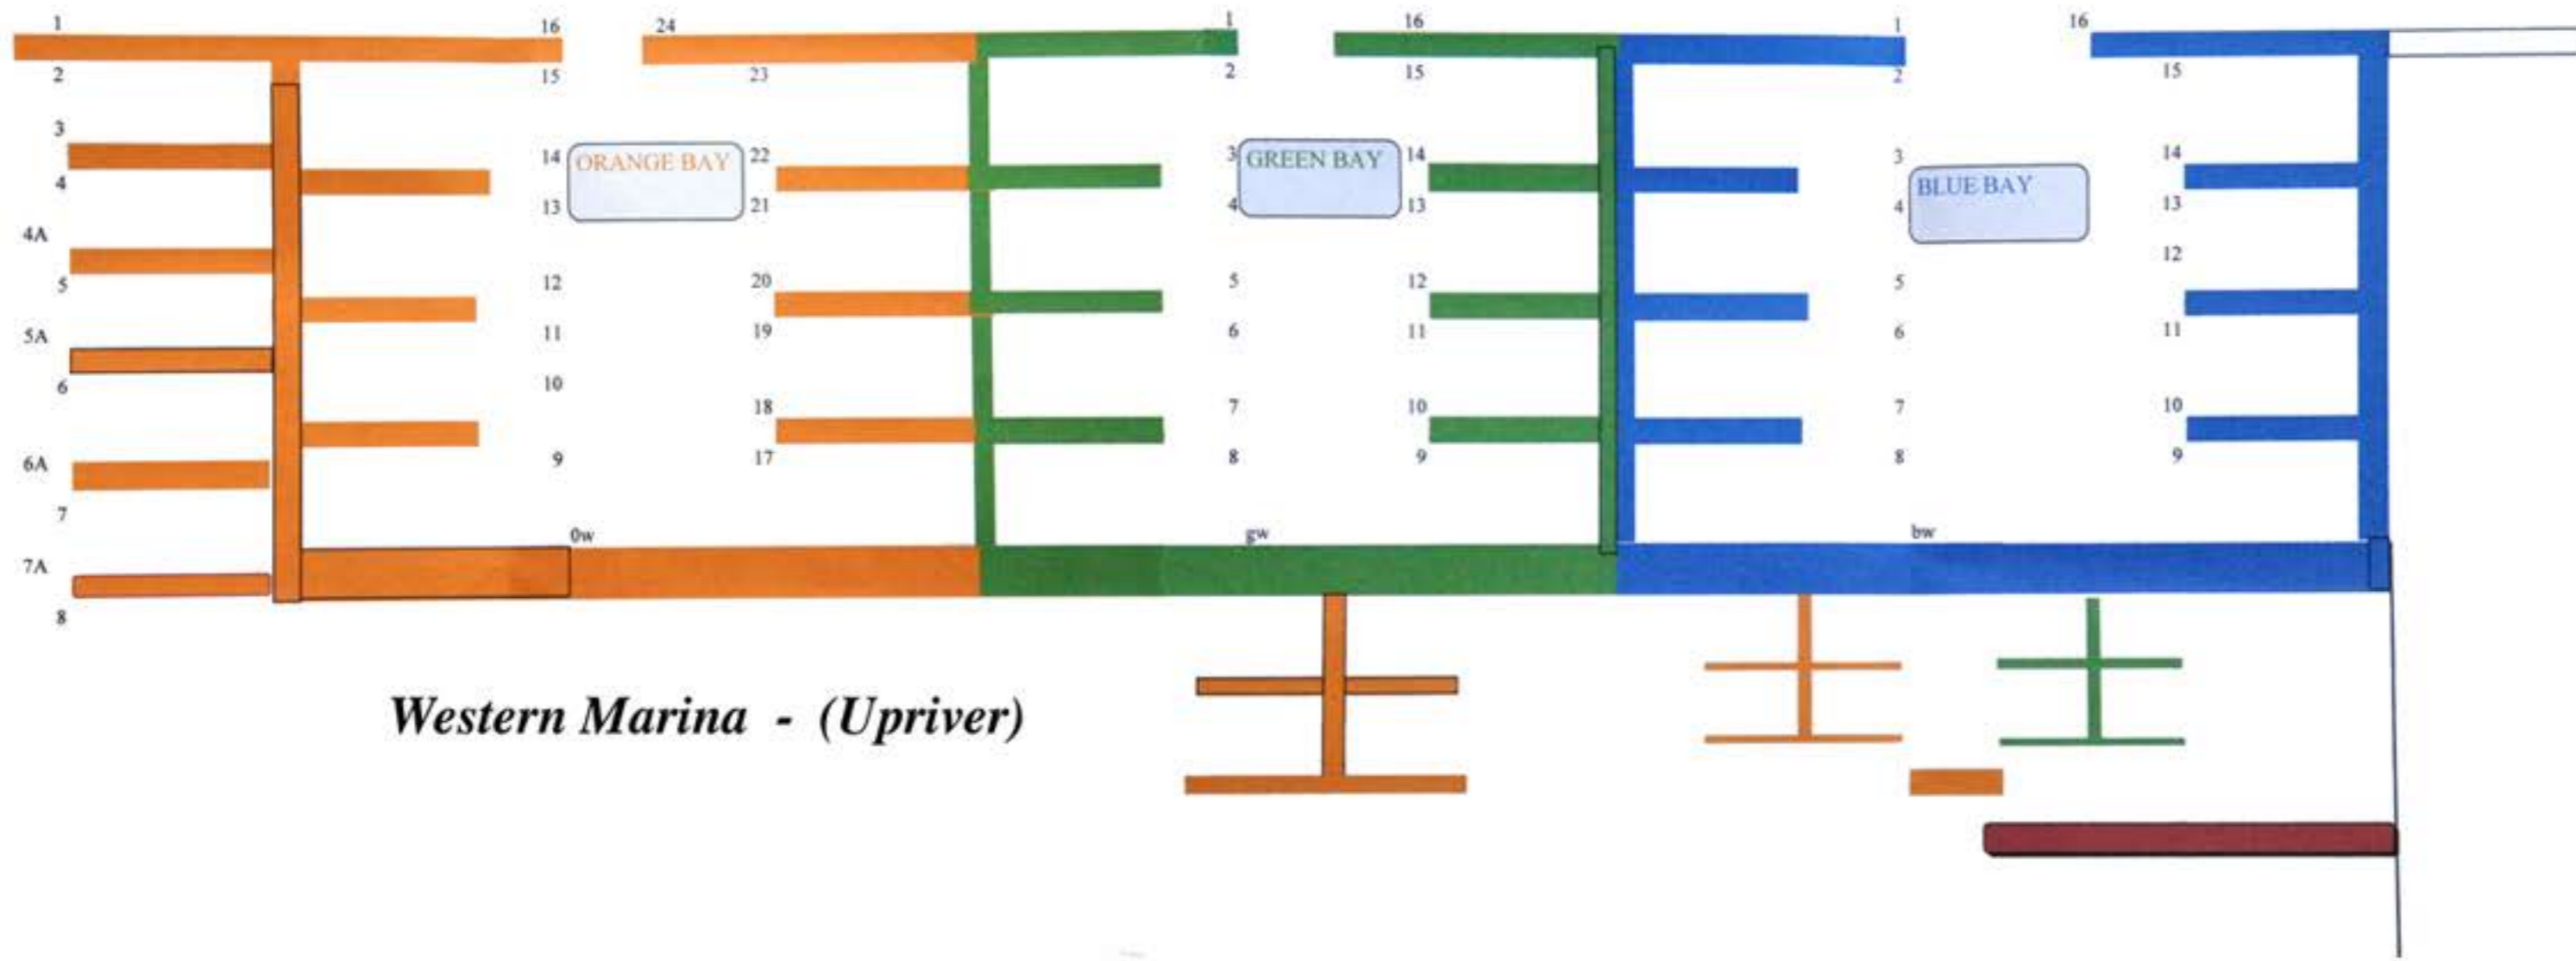 1 16 24 1 16 1 16
2 15 23 2 15 2 15
3 14 ORANGE BAY 22 3 GREEN BAY 14 3 14
4 13 21 4 13 4 BLUE BAY 13
4A 12
5 12 20 5 12 5
5A 11 19 6 11 6 11
6 10 18 7 10 7 10
6A 9 17 8 9 8 9
7
0w gw bw
7A
8
Western Marina - (Upriver)